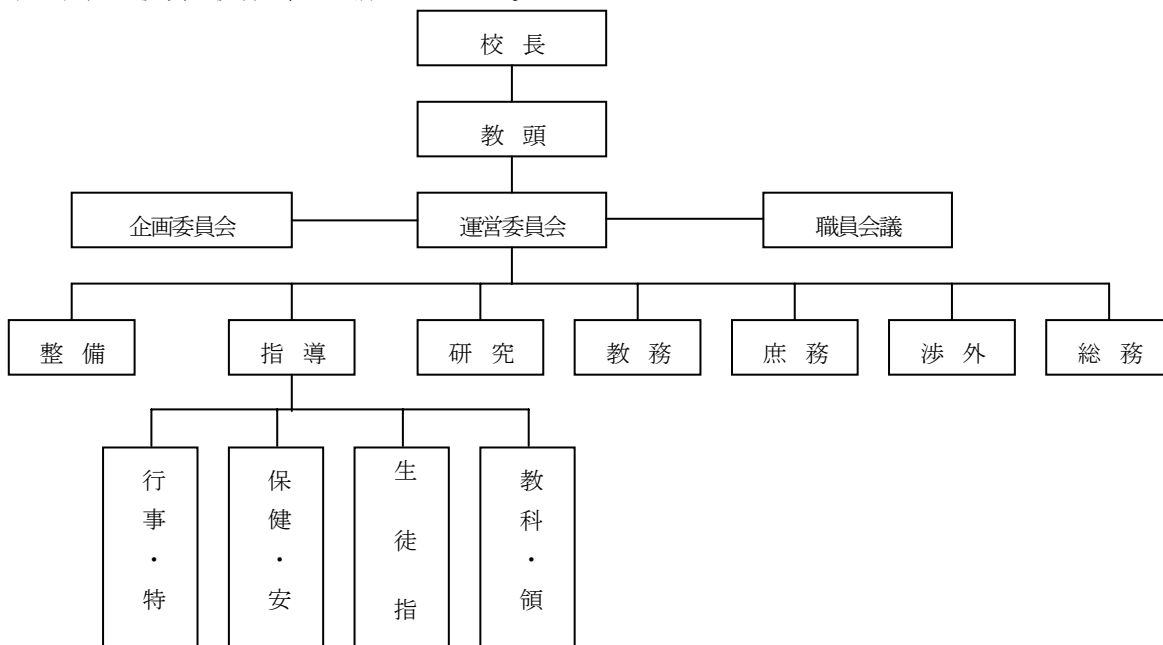 校 長
教 頭
企画委員会
運営委員会
職員会議
整 備
指 導
研 究
教 務
庶 務
渉 外
総 務
行事・特
保健・安
生徒指
教科・領